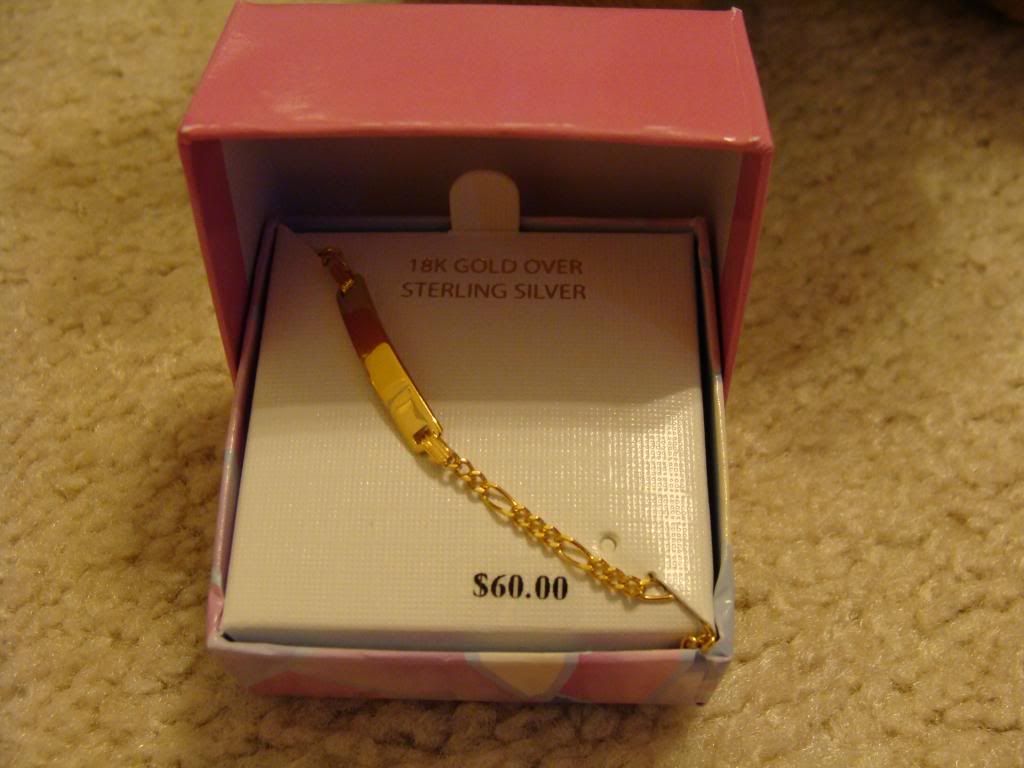 18K GOLD OVER
STERLING SILVER
$60.00